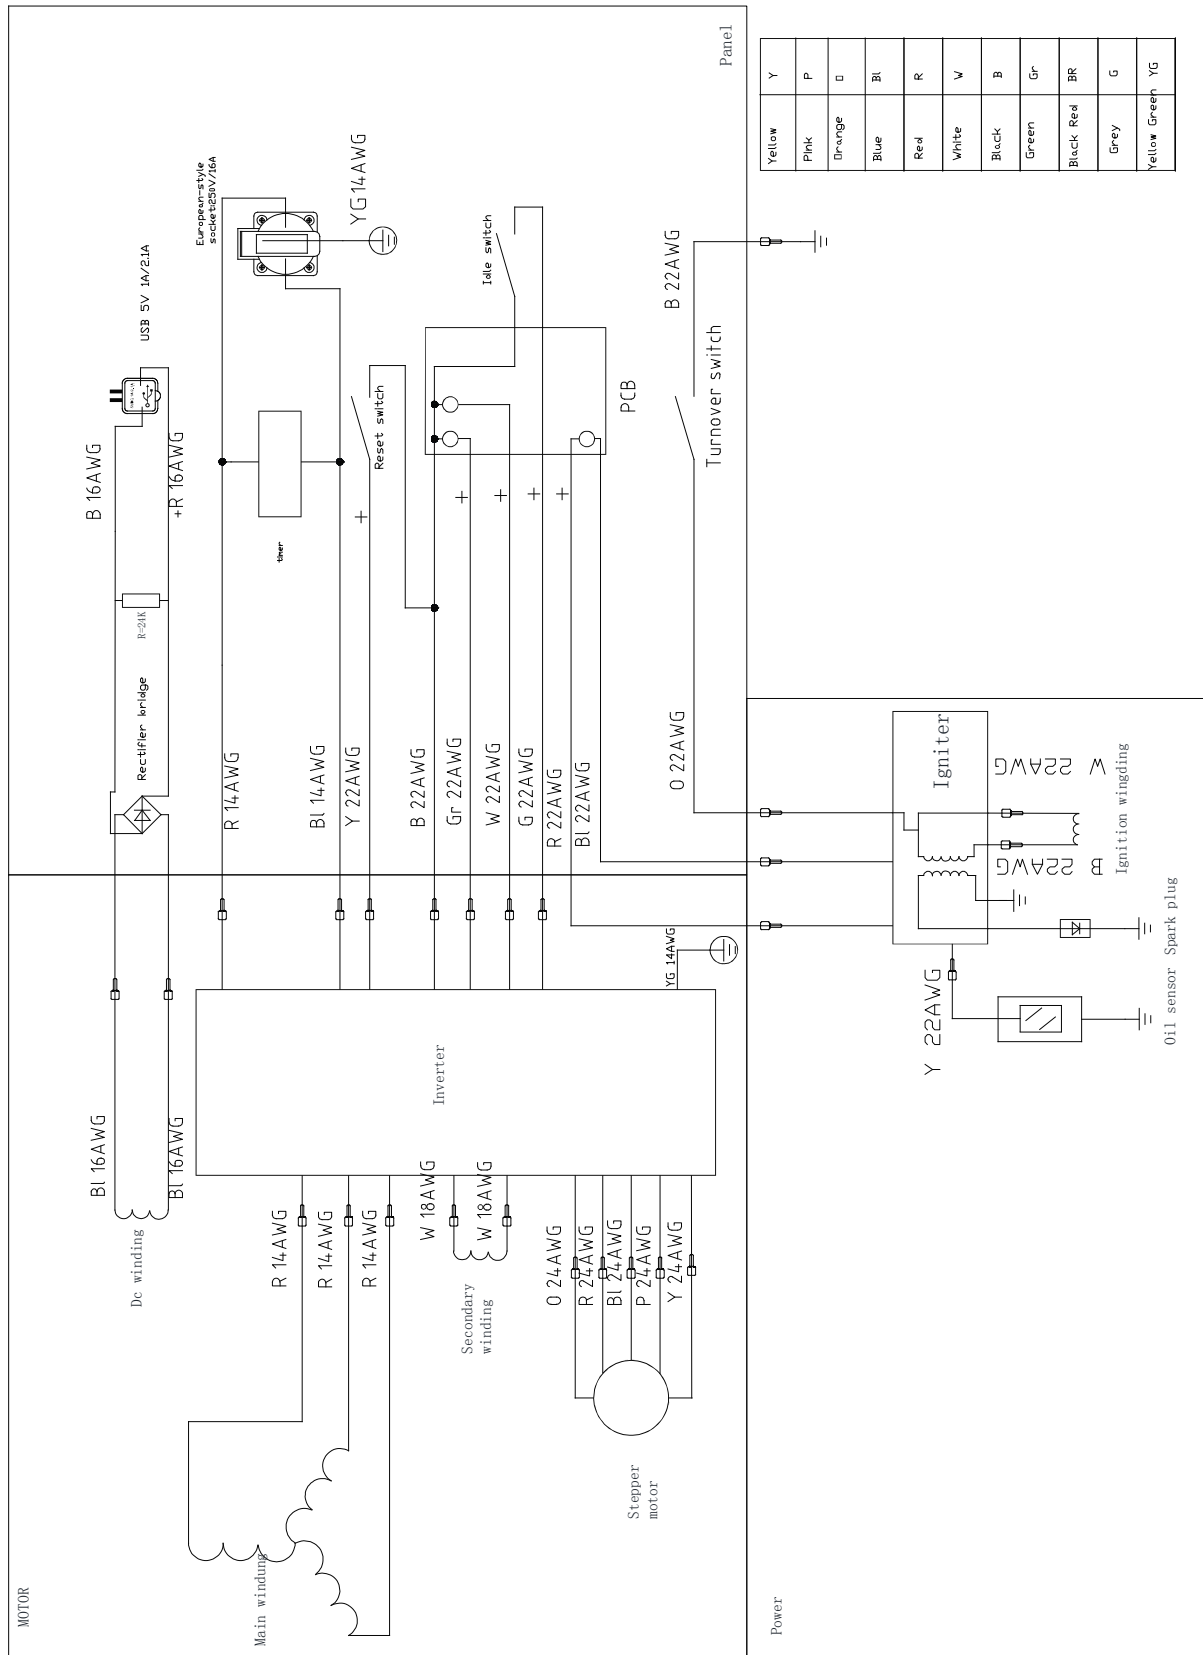 Panel
Yellow Y
Pink P
Orange O
Blue Bl
Red R
White W
Black B
Green Gr
Black Red BR
Grey G
Yellow Green YG
European-style
socket:250V/16A
YG14AWG
USB 5V 1A/2.1A
B 16AWG
+R 16AWG
timer
Reset switch
Idle switch
PCB
B 22AWG
Turnover switch
R=24K
Rectifier bridge
+
+
+
+
+
R 14AWG
Bl 14AWG
Y 22AWG
B 22AWG
Gr 22AWG
W 22AWG
G 22AWG
R 22AWG
Bl 22AWG
O 22AWG
Igniter
W 22AWG
B 22AWG
Ignition wingding
Spark plug
Oil sensor
Y 22AWG
YG 14AWG
Inverter
Bl 16AWG
Bl 16AWG
Dc winding
R 14AWG
R 14AWG
R 14AWG
W 18AWG
W 18AWG
Secondary
winding
O 24AWG
R 24AWG
Bl 24AWG
P 24AWG
Y 24AWG
Stepper
motor
Main windung
MOTOR
Power